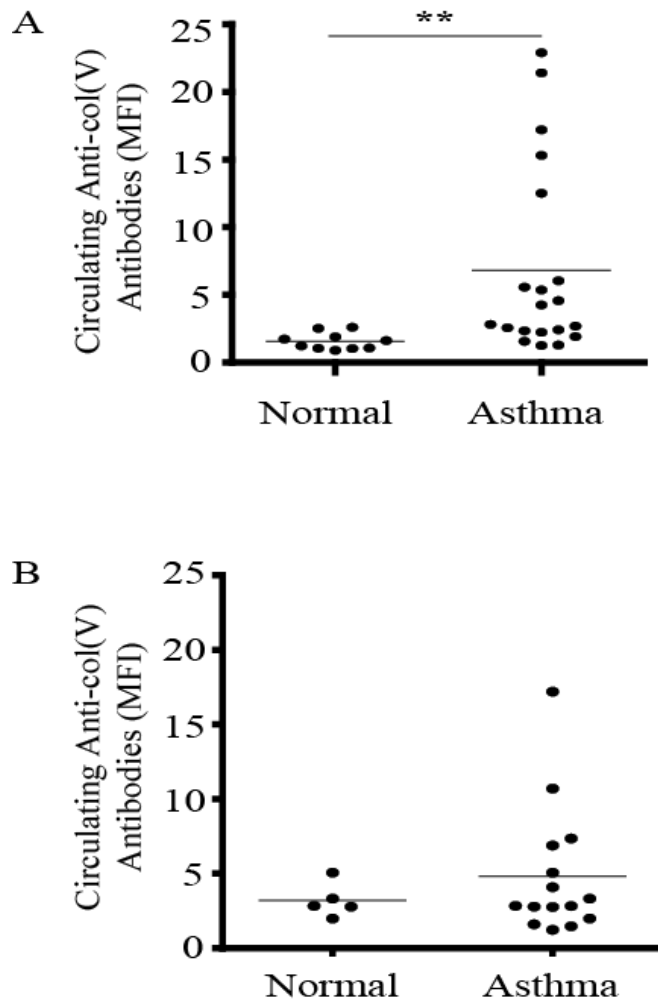 A
**
25
20
15
10
5
0
Circulating Anti-col(V)
Antibodies (MFI)
Normal Asthma
B
25
20
15
10
5
0
Circulating Anti-col(V)
Antibodies (MFI)
Normal Asthma